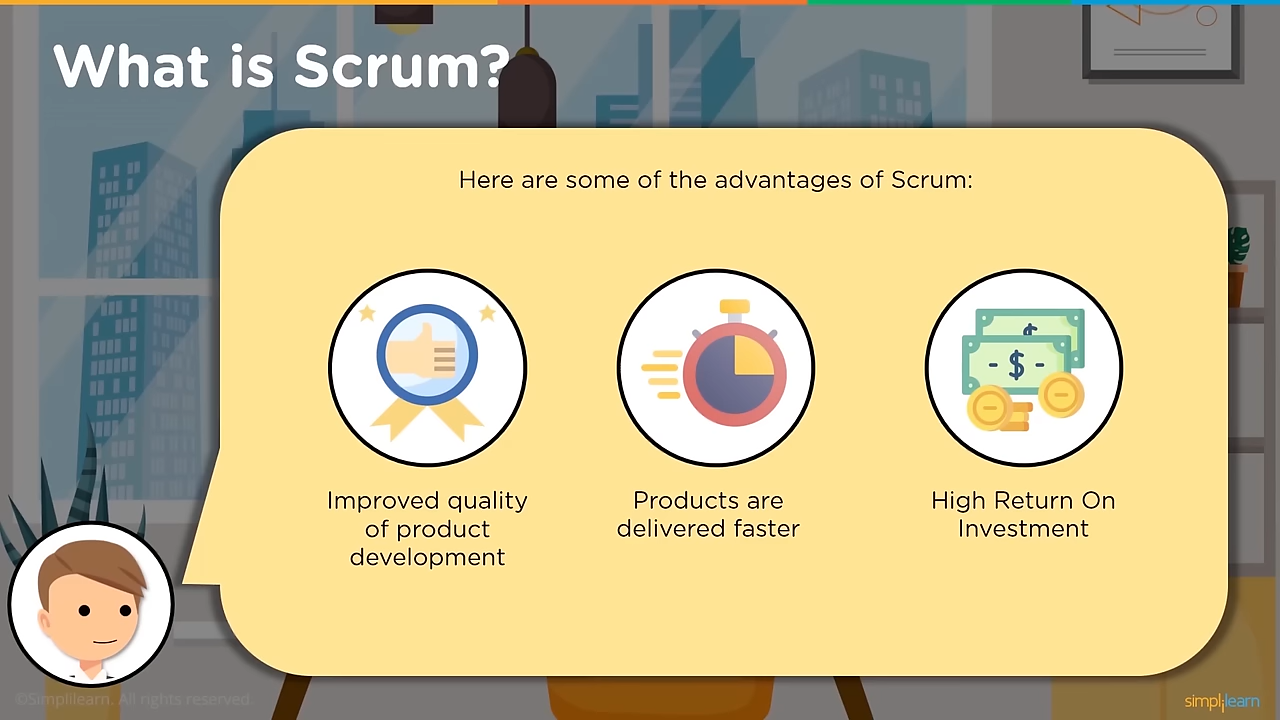 What is Scrum?
Here are some of the advantages of Scrum:
Improved quality
of product
development
Products are
delivered faster
High Return On
Investment
©Simplilearn. All rights reserved.
simplilearn